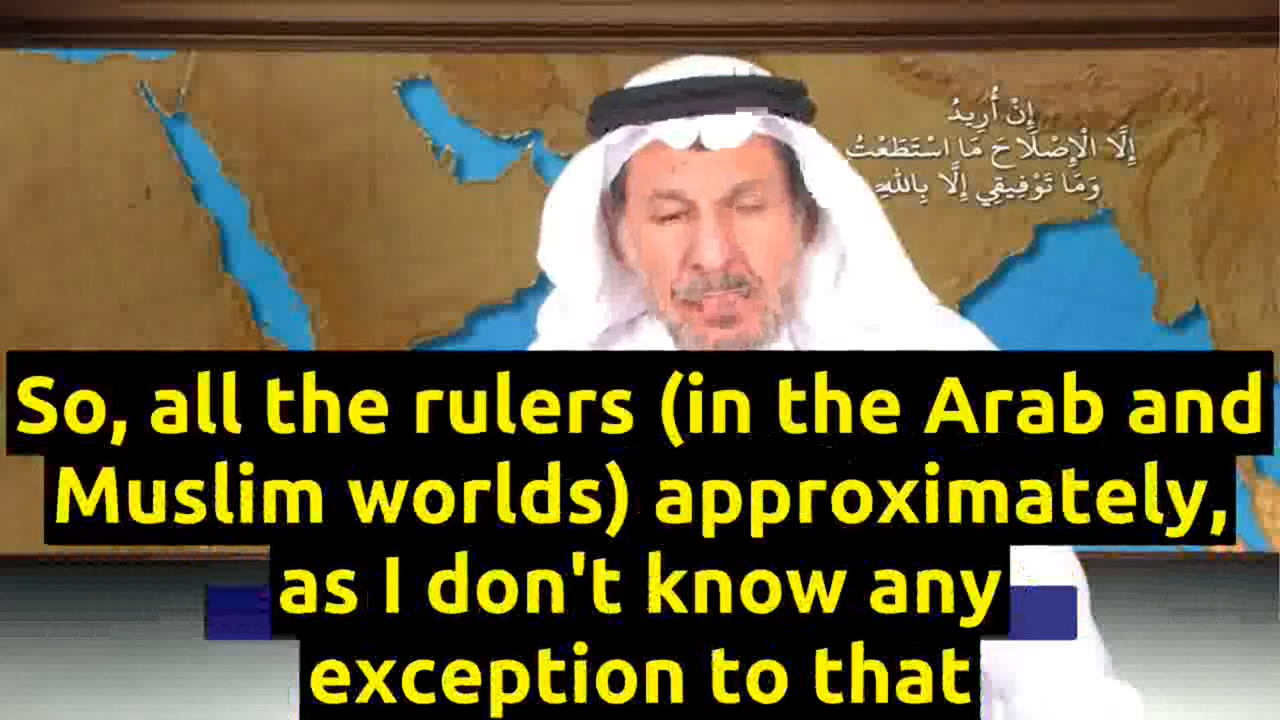 إِنْ أُرِيدُ
إِلَّا الْإِصْلَاحَ مَا اسْتَطَعْتُ
وَمَا تَوْفِيقِي إِلَّا بِاللَّهِ
So, all the rulers (in the Arab and
Muslim worlds) approximately,
as I don't know any
exception to that